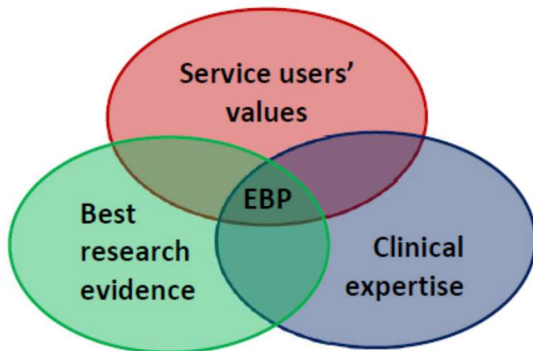 Service users’
values
EBP
Best
research
evidence
Clinical
expertise